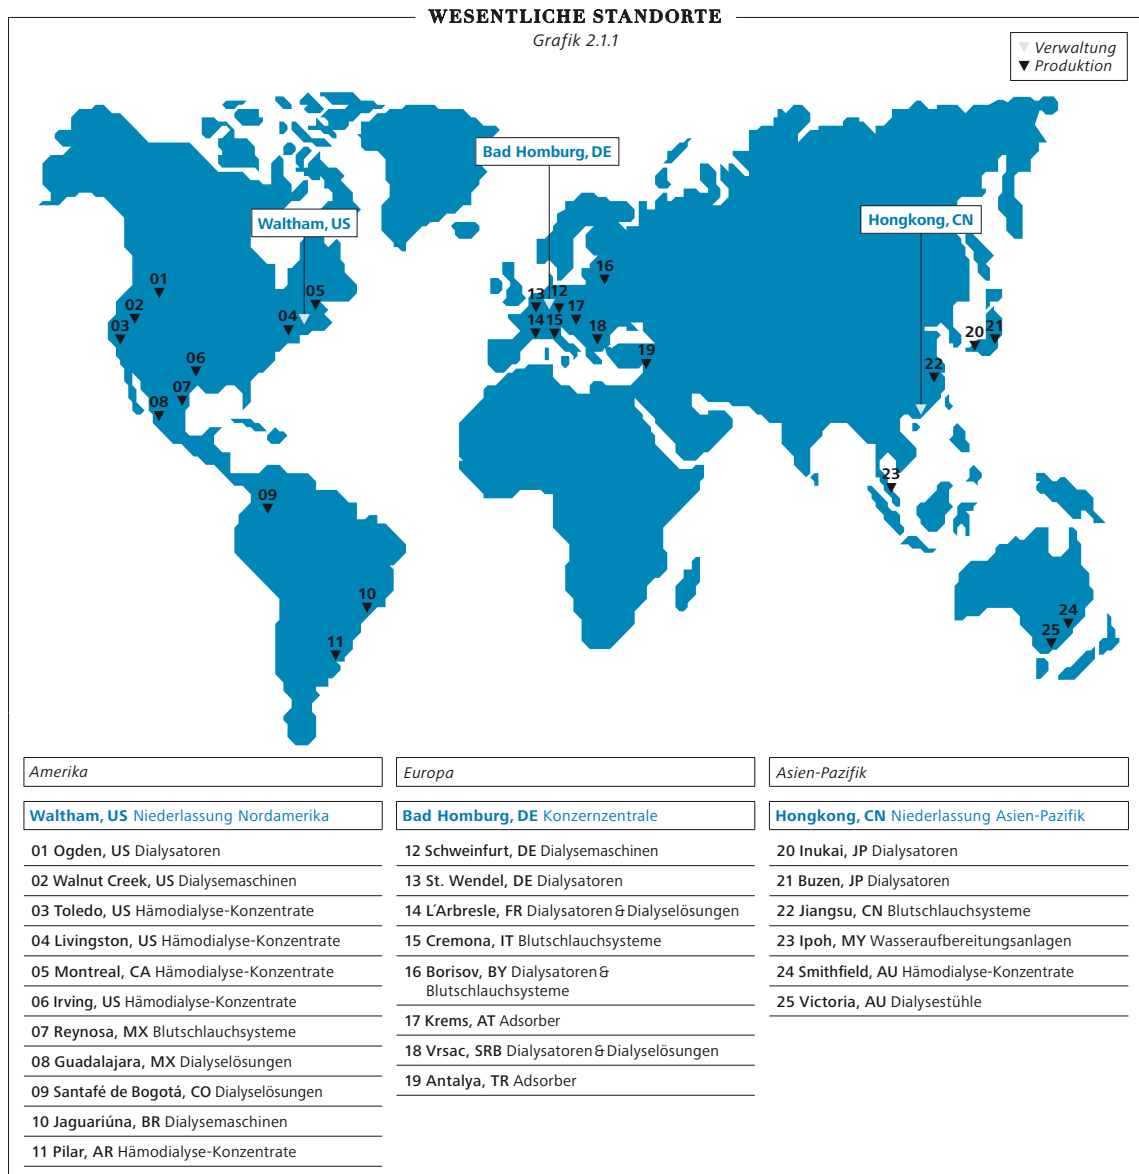 WESENTLICHE STANDORTE
Grafik 2.1.1
Verwaltung
Produktion
Bad Homburg, DE
Waltham, US
Hongkong, CN
01
02
03
04
05
06
07
08
09
10
11
12
13
14
15
16
17
18
19
20
21
22
23
24
25
Amerika
Waltham, US Niederlassung Nordamerika
01 Ogden, US Dialysatoren
02 Walnut Creek, US Dialysemaschinen
03 Toledo, US Hämodialyse-Konzentrate
04 Livingston, US Hämodialyse-Konzentrate
05 Montreal, CA Hämodialyse-Konzentrate
06 Irving, US Hämodialyse-Konzentrate
07 Reynosa, MX Blutschlauchsysteme
08 Guadalajara, MX Dialyselösungen
09 Santafé de Bogotá, CO Dialyselösungen
10 Jaguariúna, BR Dialysemaschinen
11 Pilar, AR Hämodialyse-Konzentrate
Europa
Bad Homburg, DE Konzernzentrale
12 Schweinfurt, DE Dialysemaschinen
13 St. Wendel, DE Dialysatoren
14 L´Arbresle, FR Dialysatoren & Dialyselösungen
15 Cremona, IT Blutschlauchsysteme
16 Borisov, BY Dialysatoren &
Blutschlauchsysteme
17 Krems, AT Adsorber
18 Vrsac, SRB Dialysatoren & Dialyselösungen
19 Antalya, TR Adsorber
Asien-Pazifik
Hongkong, CN Niederlassung Asien-Pazifik
20 Inukai, JP Dialysatoren
21 Buzen, JP Dialysatoren
22 Jiangsu, CN Blutschlauchsysteme
23 Ipoh, MY Wasseraufbereitungsanlagen
24 Smithfield, AU Hämodialyse-Konzentrate
25 Victoria, AU Dialysestühle